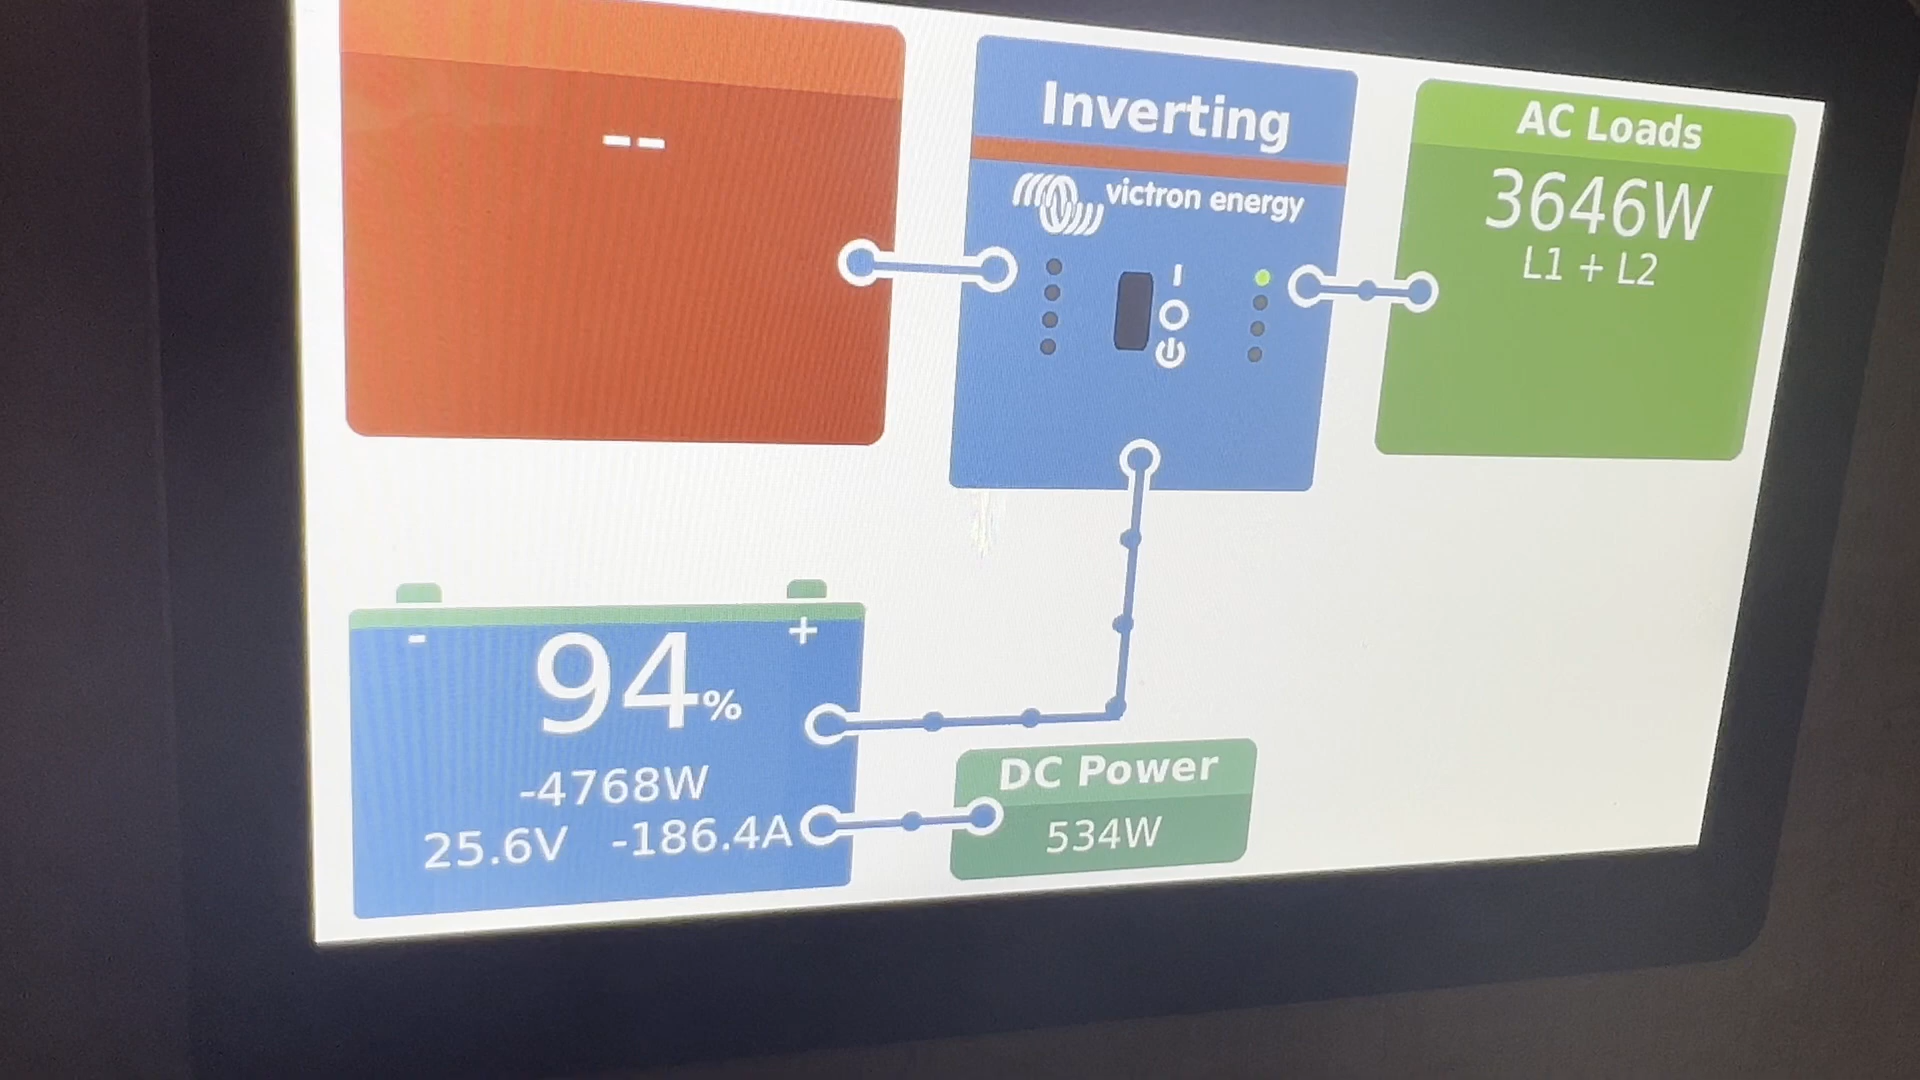 --
Inverting
victron energy
AC Loads
3646W
L1 + L2
- +
94%
-4768W
25.6V -186.4A
DC Power
534W